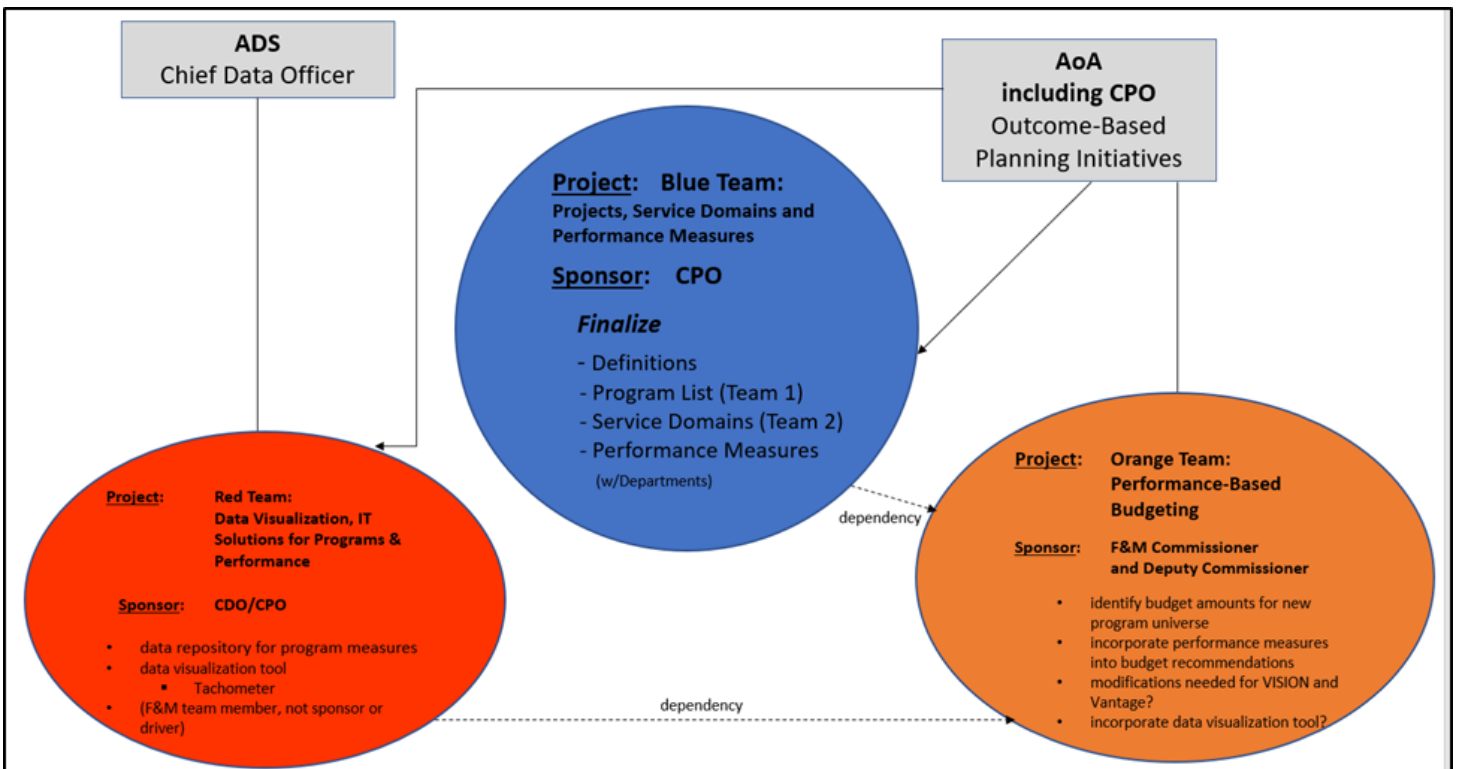 ADS
Chief Data Officer
AoA
including CPO
Outcome-Based
Planning Initiatives
Project: Blue Team:
Projects, Service Domains and
Performance Measures
Sponsor: CPO
Finalize
- Definitions
- Program List (Team 1)
- Service Domains (Team 2)
- Performance Measures
(w/Departments)
dependency
Project: Red Team:
Data Visualization, IT
Solutions for Programs &
Performance
Sponsor: CDO/CPO
• data repository for program measures
• data visualization tool
▪ Tachometer
• (F&M team member, not sponsor or
driver)
dependency
Project: Orange Team:
Performance-Based
Budgeting
Sponsor: F&M Commissioner
and Deputy Commissioner
• identify budget amounts for new
program universe
• incorporate performance measures
into budget recommendations
• modifications needed for VISION and
Vantage?
• incorporate data visualization tool?